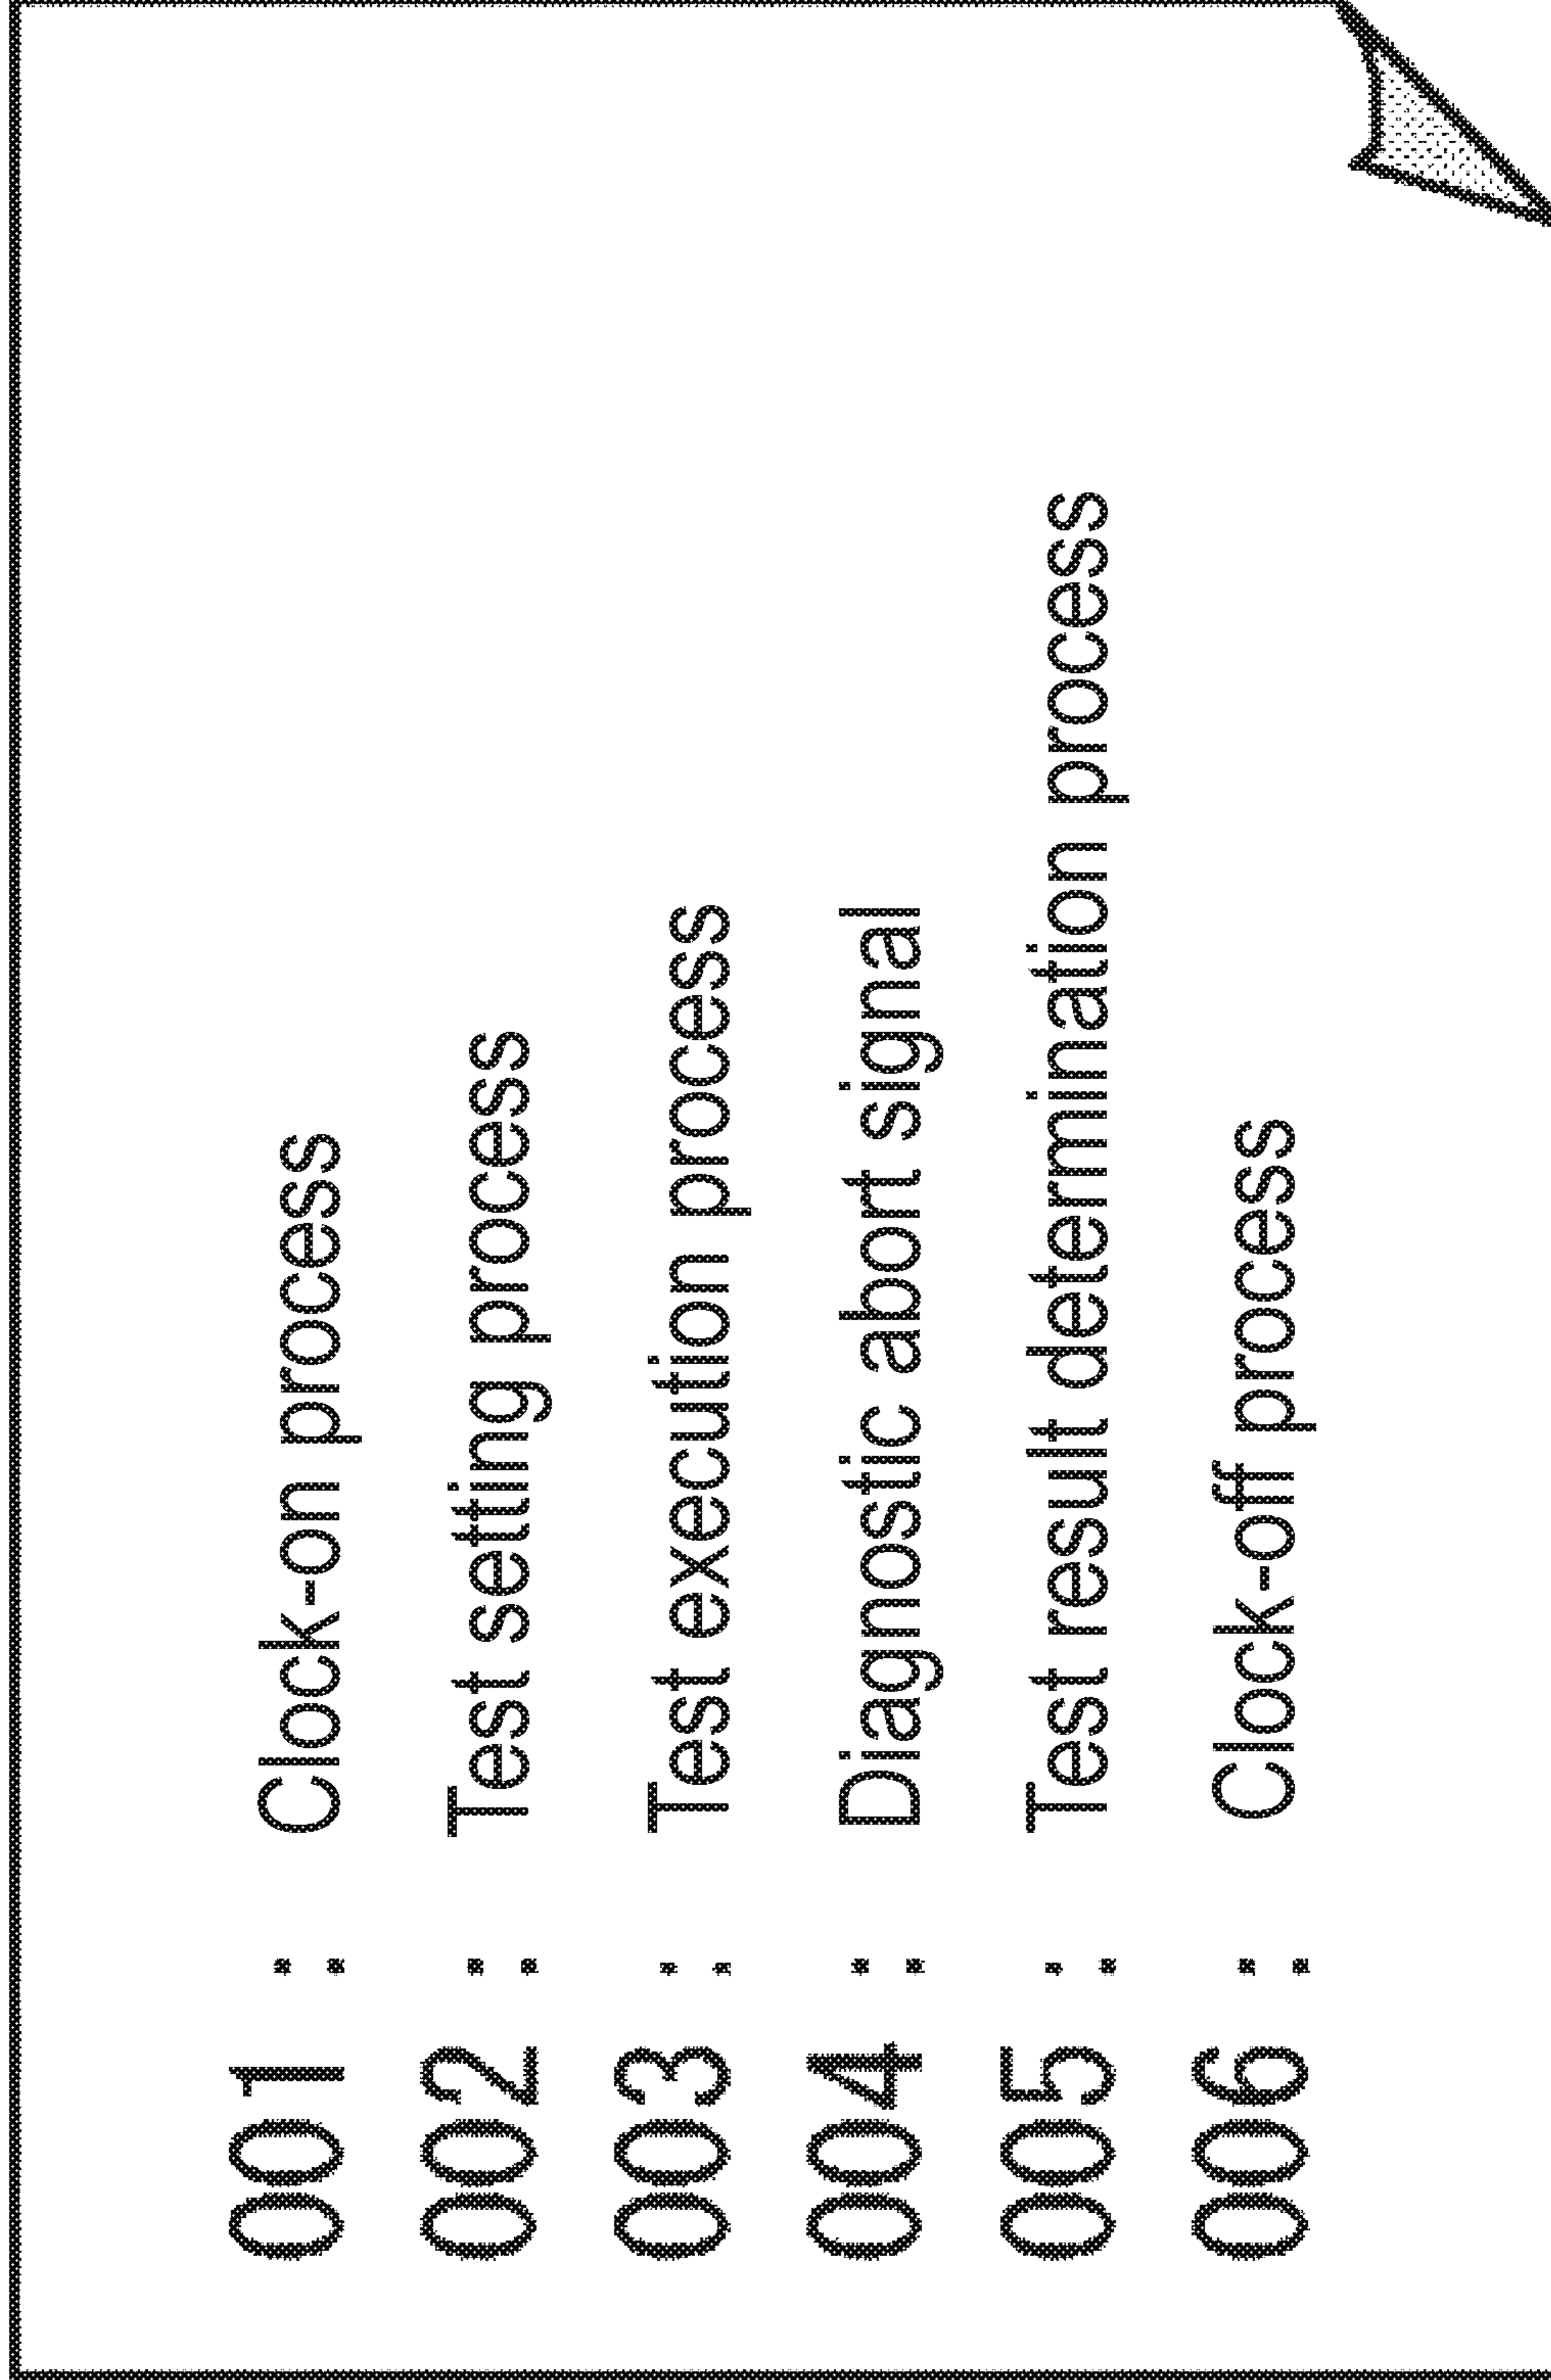 001 : Clock-on process
002 : Test setting process
003 : Test execution process
004 : Diagnostic abort signal
005 : Test result determination process
006 : Clock-off process